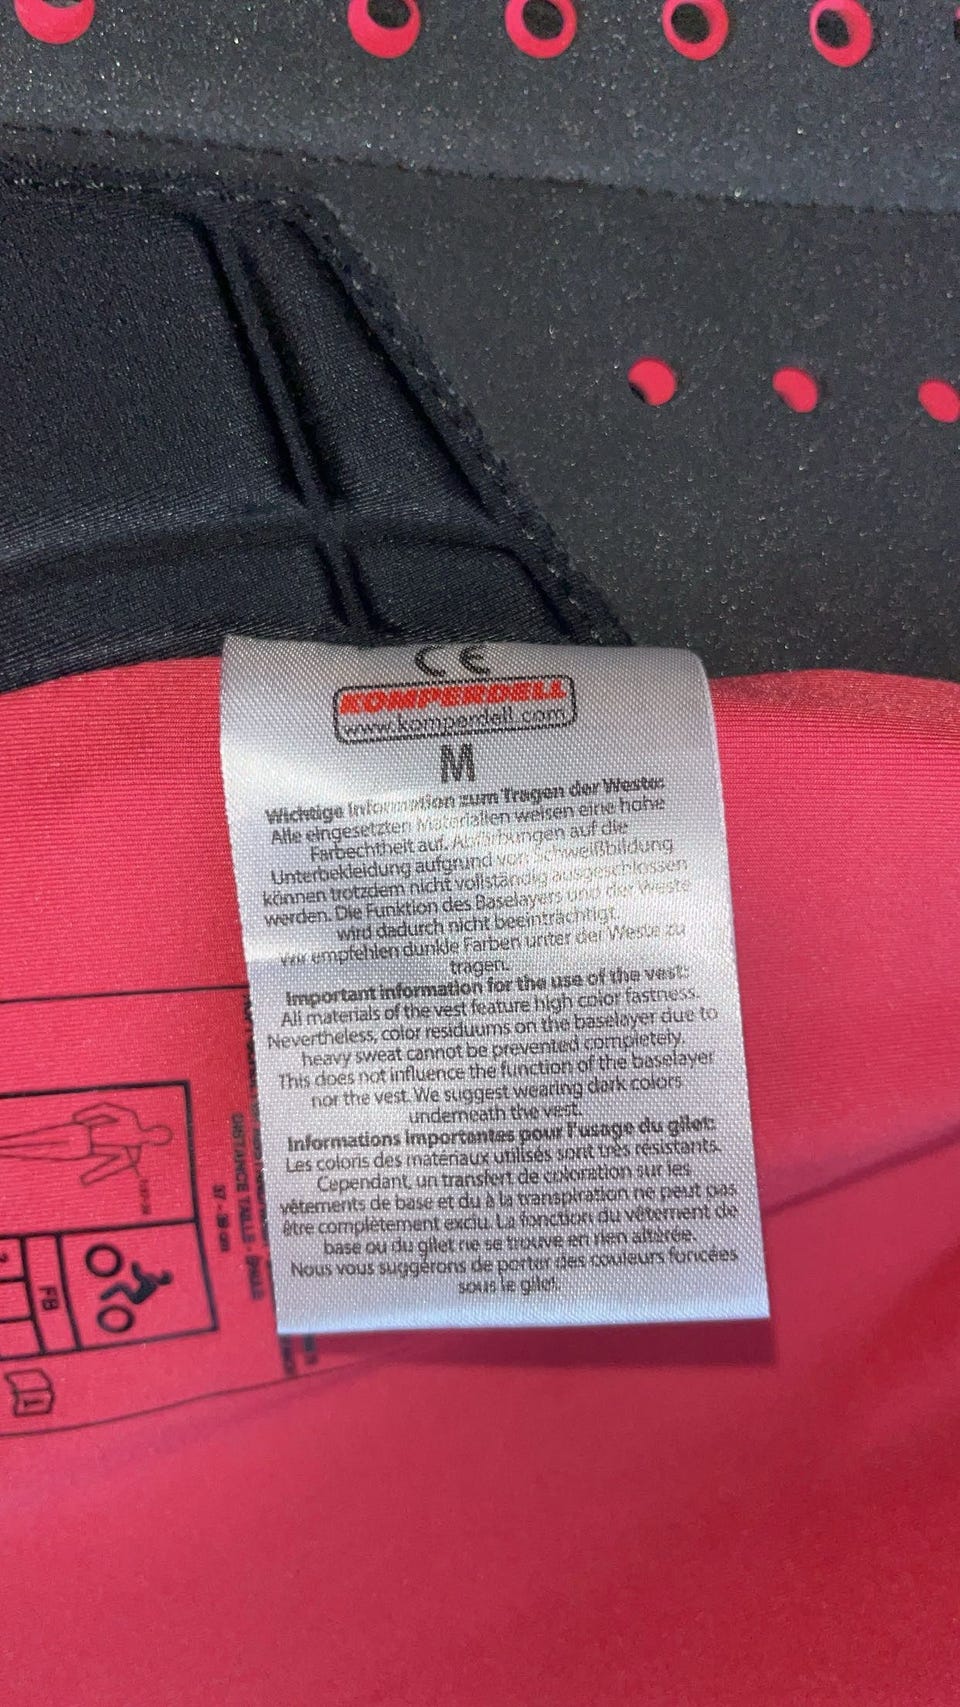 CE
KOMPERDELL
www.komperdell.com
M
Wichtige Information zum Tragen der Weste:
Alle eingesetzten Materialien weisen eine hohe
Farbechtheit auf. Abfärbungen auf die
Unterbekleidung aufgrund von Schweißbildung
können trotzdem nicht vollständig ausgeschlossen
werden. Die Funktion des Baselayers und der Weste
wird dadurch nicht beeinträchtigt.
Wir empfehlen dunkle Farben unter der Weste zu
tragen.
Important information for the use of the vest:
All materials of the vest feature high color fastness.
Nevertheless, color residuums on the baselayer due to
heavy sweat cannot be prevented completely.
This does not influence the function of the baselayer
nor the vest. We suggest wearing dark colors
underneath the vest.
Informations importantes pour l'usage du gilet:
Les coloris des matériaux utilisés sont très résistants.
Cependant, un transfert de coloration sur les
vêtements de base et du à la transpiration ne peut pas
être complètement exclu. La fonction du vêtement de
base ou du gilet ne se trouve en rien altérée.
Nous vous suggérons de porter des couleurs foncées
sous le gilet.
DISTANCE TAILLE -
37 - cm
FB